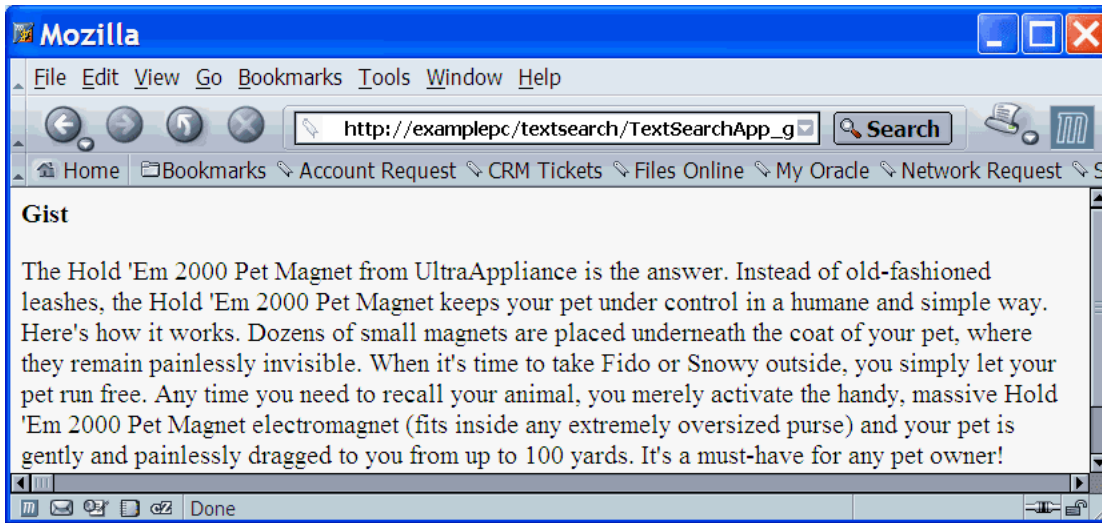 Mozilla
File Edit View Go Bookmarks Tools Window Help
http://examplepc/textsearch/TextSearchApp_g
Search
Home Bookmarks Account Request CRM Tickets Files Online My Oracle Network Request S
Gist
The Hold 'Em 2000 Pet Magnet from UltraAppliance is the answer. Instead of old-fashioned
leashes, the Hold 'Em 2000 Pet Magnet keeps your pet under control in a humane and simple way.
Here's how it works. Dozens of small magnets are placed underneath the coat of your pet, where
they remain painlessly invisible. When it's time to take Fido or Snowy outside, you simply let your
pet run free. Any time you need to recall your animal, you merely activate the handy, massive Hold
'Em 2000 Pet Magnet electromagnet (fits inside any extremely oversized purse) and your pet is
gently and painlessly dragged to you from up to 100 yards. It's a must-have for any pet owner!
Done